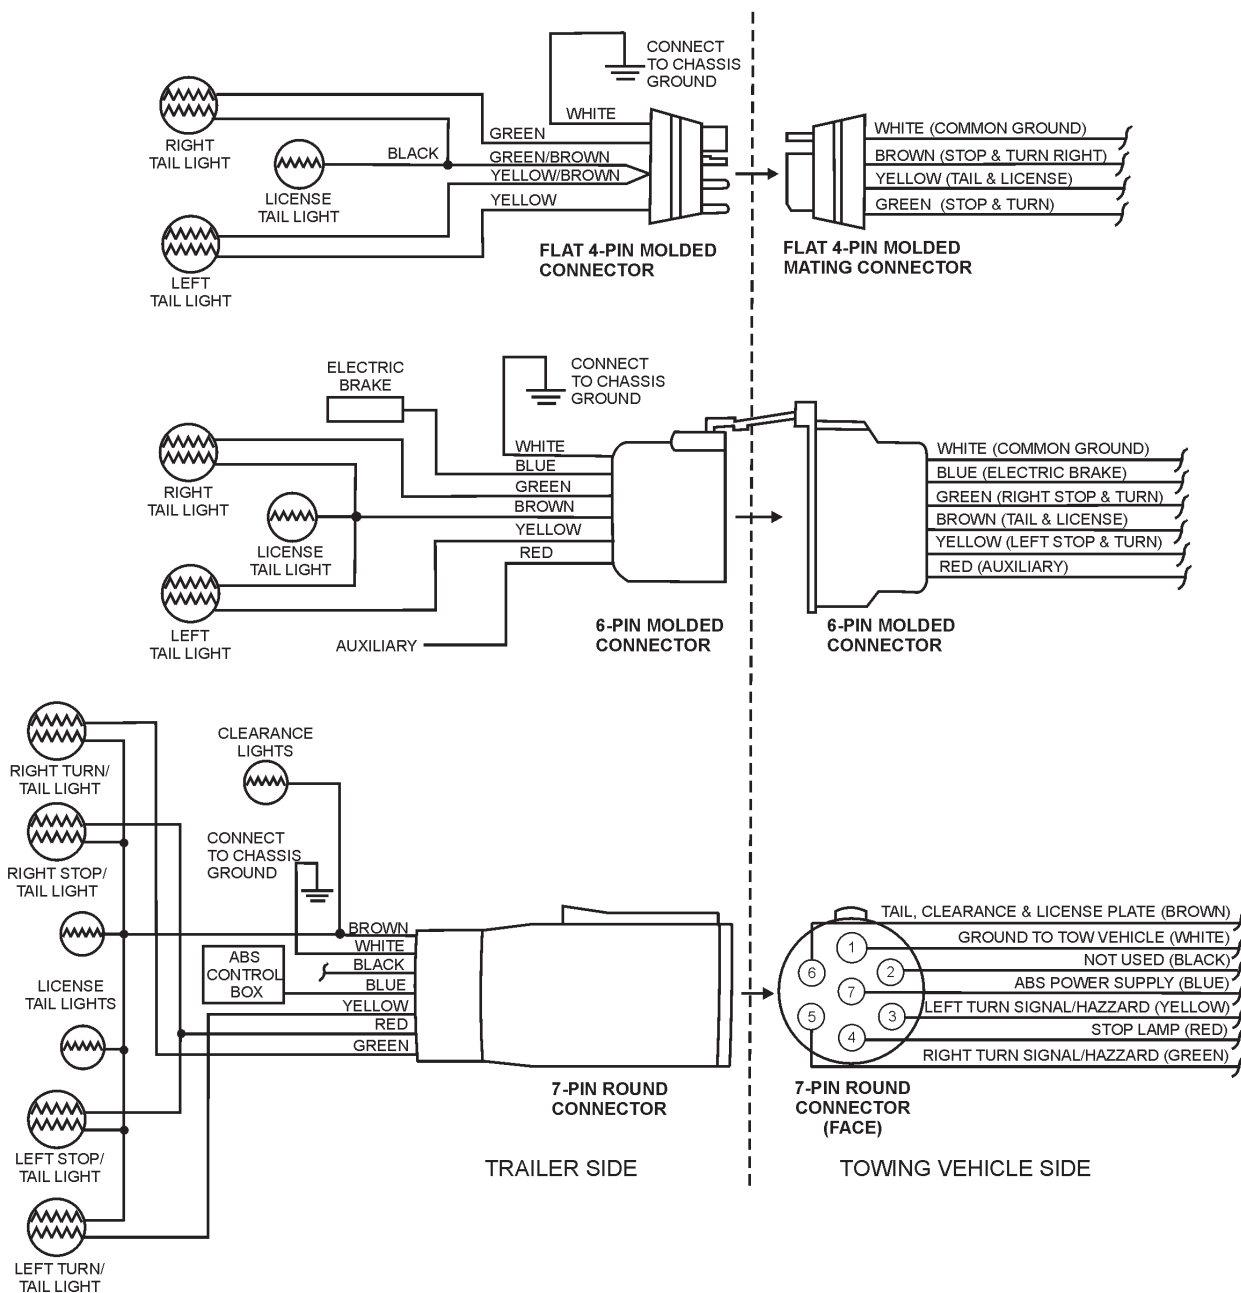 CONNECT
TO CHASSIS
GROUND
WHITE
GREEN
BLACK
GREEN/BROWN
YELLOW/BROWN
YELLOW
RIGHT
TAIL LIGHT
LICENSE
TAIL LIGHT
LEFT
TAIL LIGHT
FLAT 4-PIN MOLDED
CONNECTOR
WHITE (COMMON GROUND)
BROWN (STOP & TURN RIGHT)
YELLOW (TAIL & LICENSE)
GREEN (STOP & TURN)
FLAT 4-PIN MOLDED
MATING CONNECTOR
ELECTRIC
BRAKE
CONNECT
TO CHASSIS
GROUND
WHITE
BLUE
GREEN
BROWN
YELLOW
RED
RIGHT
TAIL LIGHT
LICENSE
TAIL LIGHT
LEFT
TAIL LIGHT
AUXILIARY
6-PIN MOLDED
CONNECTOR
WHITE (COMMON GROUND)
BLUE (ELECTRIC BRAKE)
GREEN (RIGHT STOP & TURN)
BROWN (TAIL & LICENSE)
YELLOW (LEFT STOP & TURN)
RED (AUXILIARY)
6-PIN MOLDED
CONNECTOR
RIGHT TURN/
TAIL LIGHT
CLEARANCE
LIGHTS
RIGHT STOP/
TAIL LIGHT
CONNECT
TO CHASSIS
GROUND
LICENSE
TAIL LIGHTS
ABS
CONTROL
BOX
BROWN
WHITE
BLACK
BLUE
YELLOW
RED
GREEN
LEFT STOP/
TAIL LIGHT
LEFT TURN/
TAIL LIGHT
7-PIN ROUND
CONNECTOR
1
6
2
7
5
3
4
TAIL, CLEARANCE & LICENSE PLATE (BROWN)
GROUND TO TOW VEHICLE (WHITE)
NOT USED (BLACK)
ABS POWER SUPPLY (BLUE)
LEFT TURN SIGNAL/HAZZARD (YELLOW)
STOP LAMP (RED)
RIGHT TURN SIGNAL/HAZZARD (GREEN)
7-PIN ROUND
CONNECTOR
(FACE)
TRAILER SIDE
TOWING VEHICLE SIDE